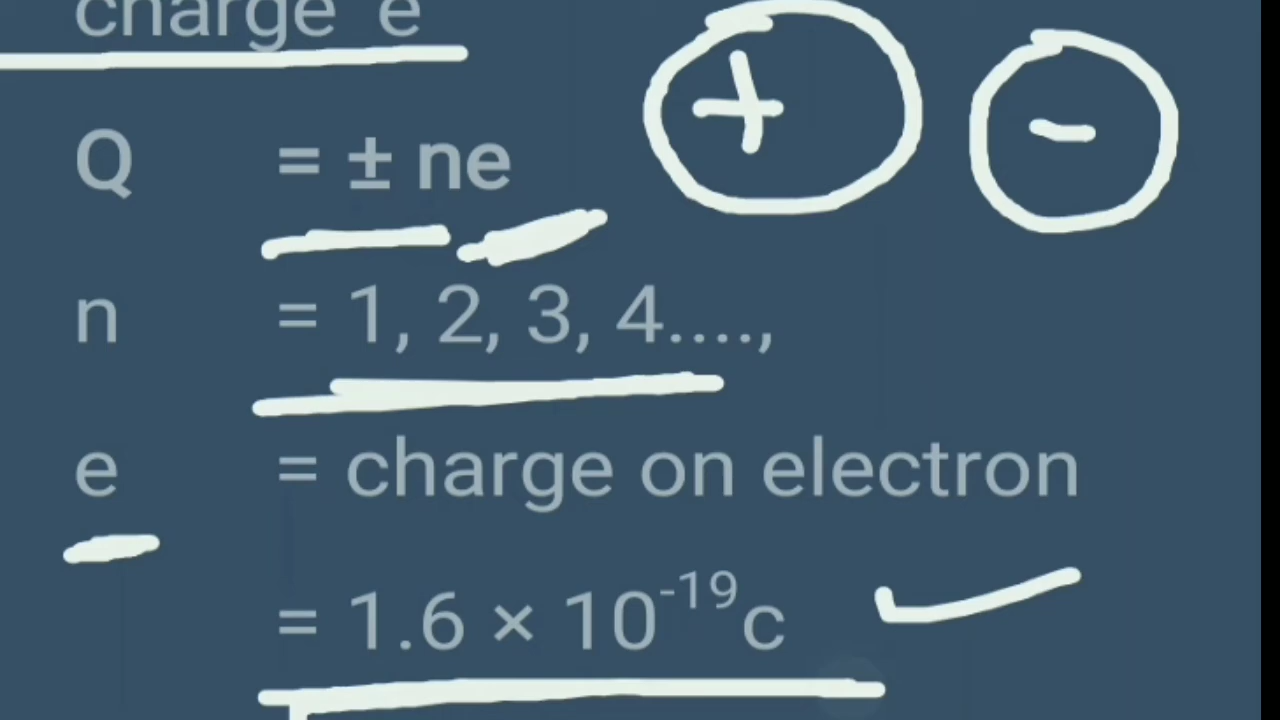 charge e
Q = ± ne
n = 1, 2, 3, 4....,
e = charge on electron
= 1.6 × 10⁻¹⁹c
+ -